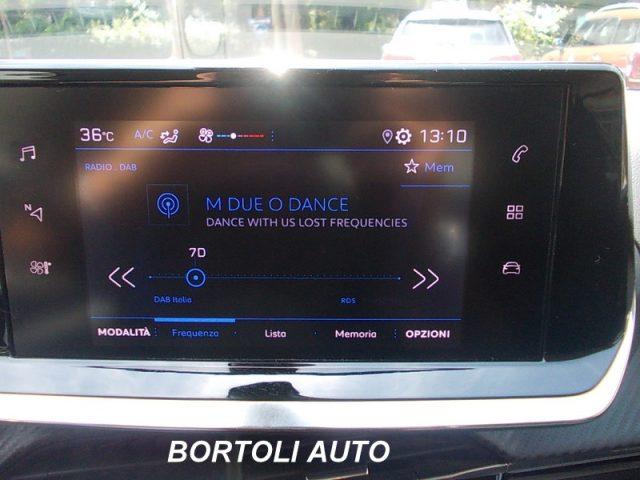 36°C A/C 13:10
RADIO . DAB
Mem
N
M DUE O DANCE
DANCE WITH US LOST FREQUENCIES
7D
DAB Italia RDS
MODALITÀ Frequenza Lista Memoria OPZIONI
BORTOLI AUTO